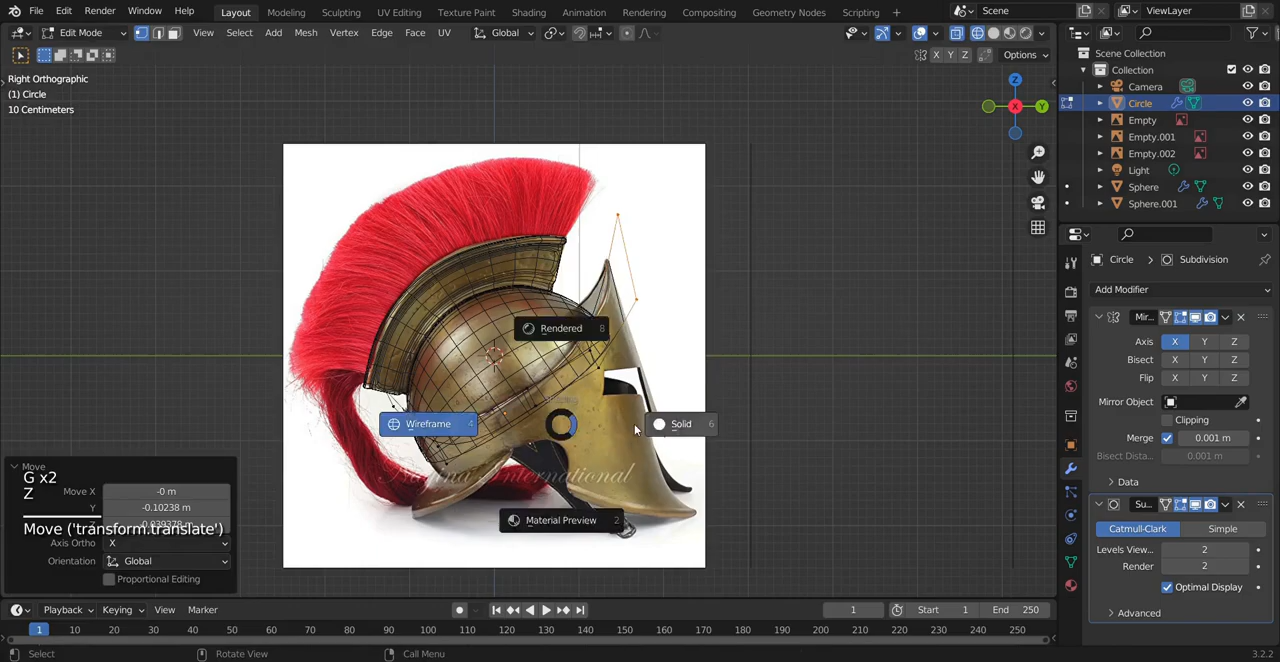 File Edit Render Window Help Layout Modeling Sculpting UV Editing Texture Paint Shading Animation Rendering Compositing Geometry Nodes Scripting + Scene ViewLayer
Edit Mode View Select Add Mesh Vertex Edge Face UV Global
X Y Z Options
Right Orthographic
(1) Circle
10 Centimeters
Z
X
Y
Rendered 8
Wireframe 4
Solid 6
Material Preview 2
International
Move
G x2
Z
Move X -0 m
Y -0.10238 m
Move ('transform.translate')
Axis Ortho X
Orientation Global
Proportional Editing
Scene Collection
Collection
Camera
Circle
Empty
Empty.001
Empty.002
Light
Sphere
Sphere.001
Circle > Subdivision
Add Modifier
Mir...
Axis X Y Z
Bisect X Y Z
Flip X Y Z
Mirror Object
Clipping
Merge 0.001 m
Bisect Dista... 0.001 m
Data
Su...
Catmull-Clark Simple
Levels View... 2
Render 2
Optimal Display
Advanced
Playback Keying View Marker 1 Start 1 End 250
1 10 20 30 40 50 60 70 80 90 100 110 120 130 140 150 160 170 180 190 200 210 220 230 240 250
Select Rotate View Call Menu 3.2.2